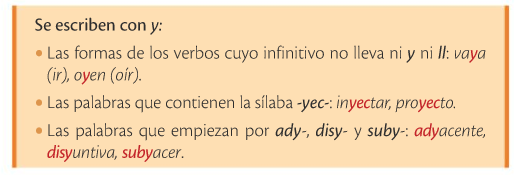 Se escriben con y:
• Las formas de los verbos cuyo infinitivo no lleva ni y ni ll: vaya
(ir), oyen (oír).
• Las palabras que contienen la sílaba -yec-: inyectar, proyecto.
• Las palabras que empiezan por ady-, disy- y suby-: adyacente,
disyuntiva, subyacer.